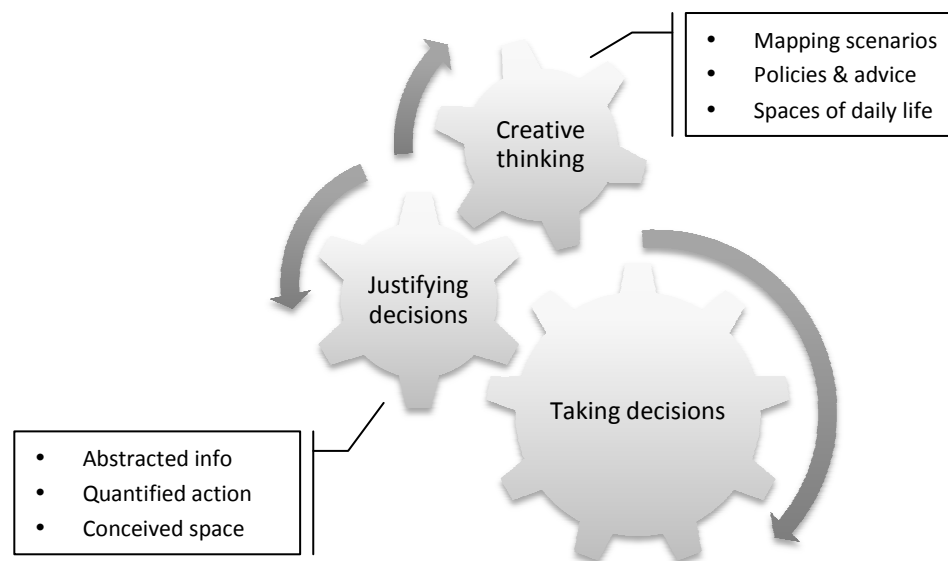 • Mapping scenarios
• Policies & advice
• Spaces of daily life
Creative
thinking
Justifying
decisions
Taking decisions
• Abstracted info
• Quantified action
• Conceived space